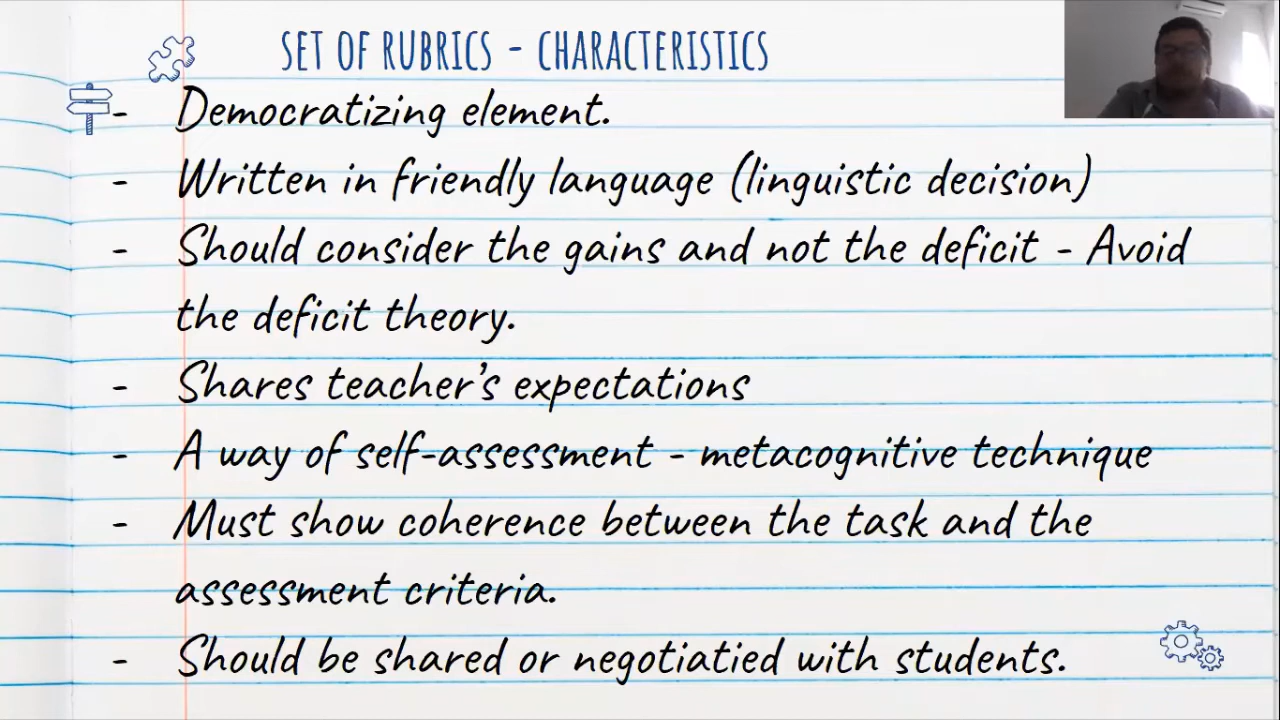 SET OF RUBRICS - CHARACTERISTICS
- Democratizing element.
- Written in friendly language (linguistic decision)
- Should consider the gains and not the deficit - Avoid
the deficit theory.
- Shares teacher's expectations
- A way of self-assessment - metacognitive technique
- Must show coherence between the task and the
assessment criteria.
- Should be shared or negotiatied with students.